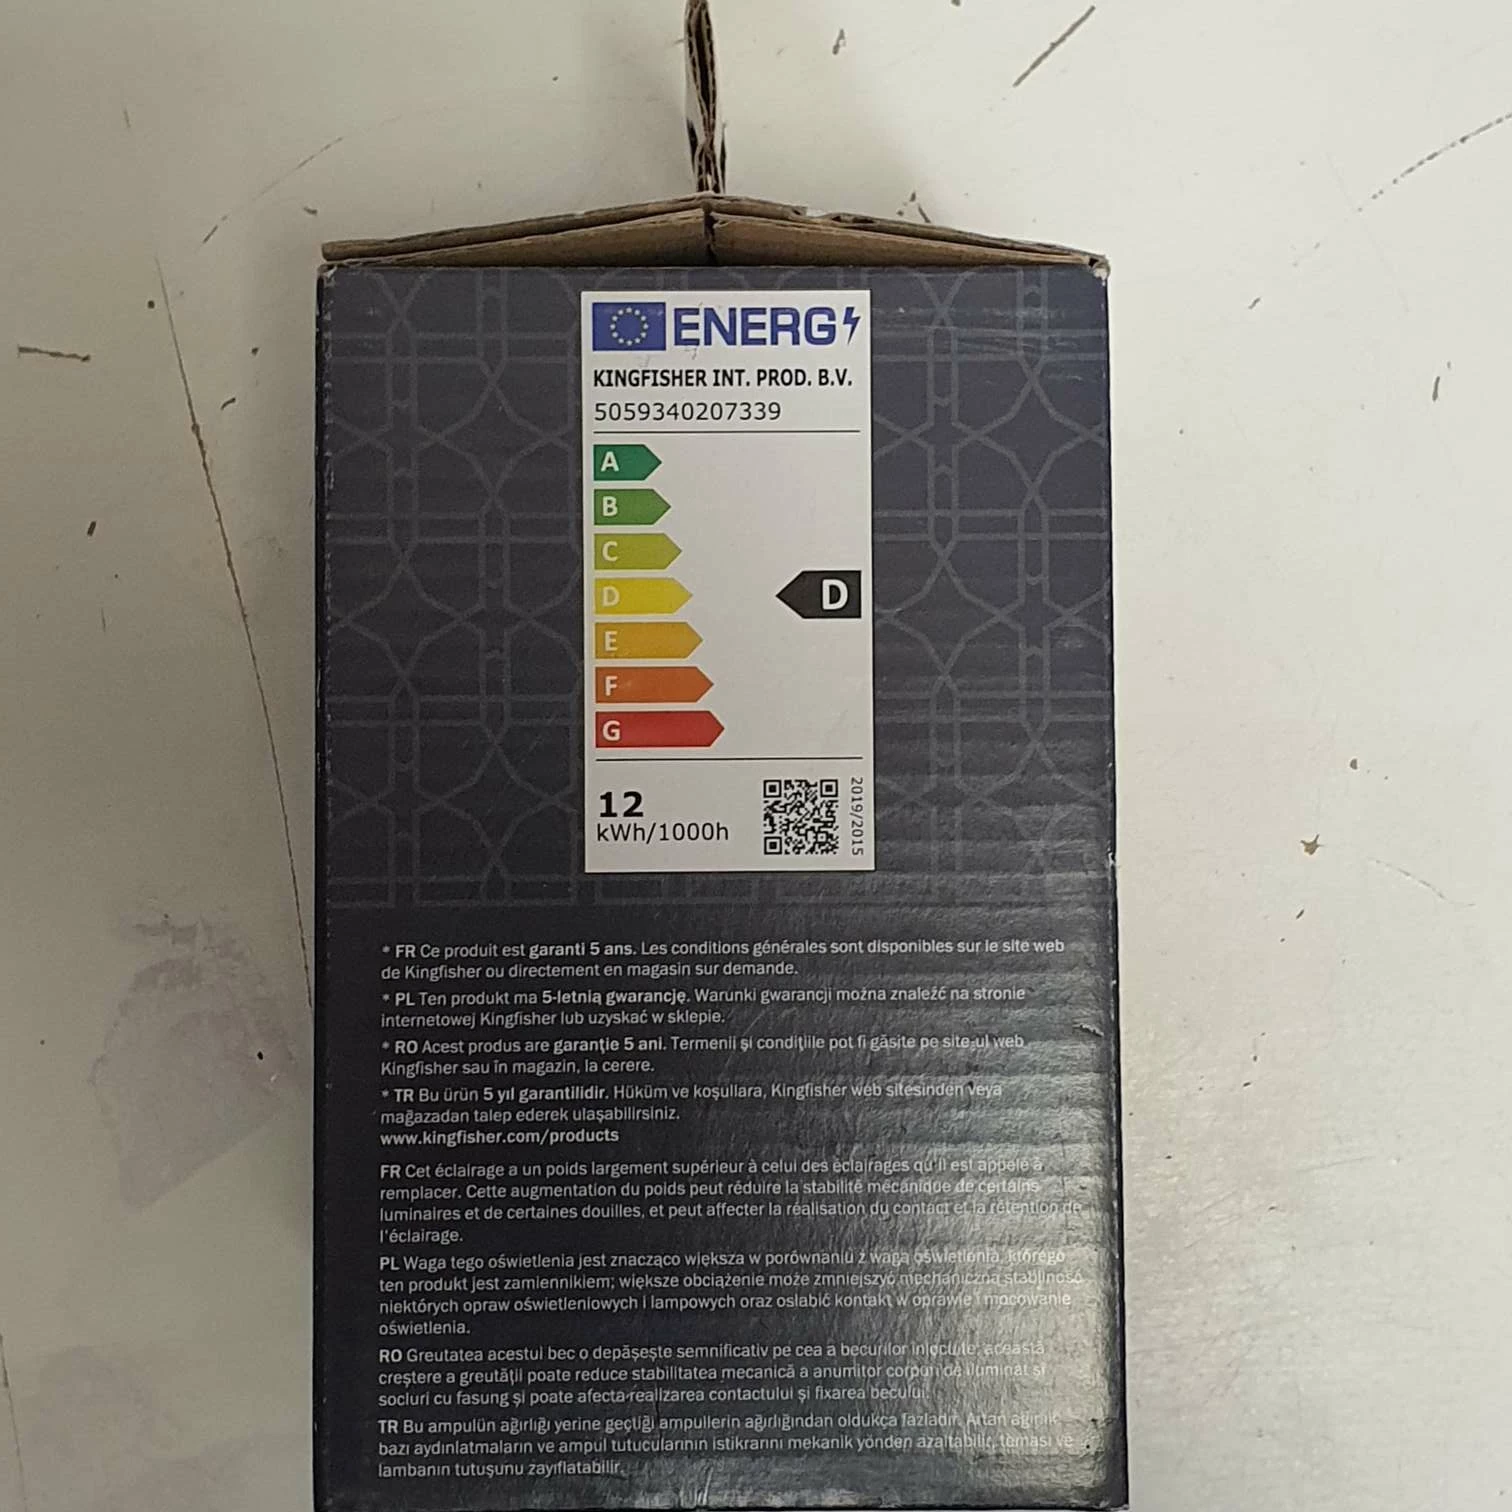 ENERG
KINGFISHER INT. PROD. B.V.
5059340207339
A
B
C
D
D
E
F
G
12
kWh/1000h
2019/2015
* FR Ce produit est garanti 5 ans. Les conditions générales sont disponibles sur le site web
de Kingfisher ou directement en magasin sur demande.
* PL Ten produkt ma 5-letnią gwarancję. Warunki gwarancji można znaleźć na stronie
internetowej Kingfisher lub uzyskać w sklepie.
* RO Acest produs are garanție 5 ani. Termenii și condițiile pot fi găsite pe site-ul web
Kingfisher sau în magazin, la cerere.
* TR Bu ürün 5 yıl garantilidir. Hüküm ve koşullara, Kingfisher web sitesinden veya
mağazadan talep ederek ulaşabilirsiniz.
www.kingfisher.com/products
FR Cet éclairage a un poids largement supérieur à celui des éclairages qu'il est appelé à
remplacer. Cette augmentation du poids peut réduire la stabilité mécanique de certains
luminaires et de certaines douilles, et peut affecter la réalisation du contact et la rétention de
l'éclairage.
PL Waga tego oświetlenia jest znacząco większa w porównaniu z wagą oświetlenia, którego
ten produkt jest zamiennikiem; większe obciążenie może zmniejszyć mechaniczną stabilność
niektórych opraw oświetleniowych i lampowych oraz osłabić kontakt w oprawie i mocowanie
oświetlenia.
RO Greutatea acestui bec o depășește semnificativ pe cea a becurilor înlocuite; această
creștere a greutății poate reduce stabilitatea mecanică a anumitor corpuri de iluminat și
socluri cu fasung și poate afecta realizarea contactului și fixarea becului.
TR Bu ampulün ağırlığı yerine geçtiği ampullerin ağırlığından oldukça fazladır. Artan ağırlık
bazı aydınlatmaların ve ampul tutucularının istikrarını mekanik yönden azaltabilir, teması ve
lambanın tutuşunu zayıflatabilir.